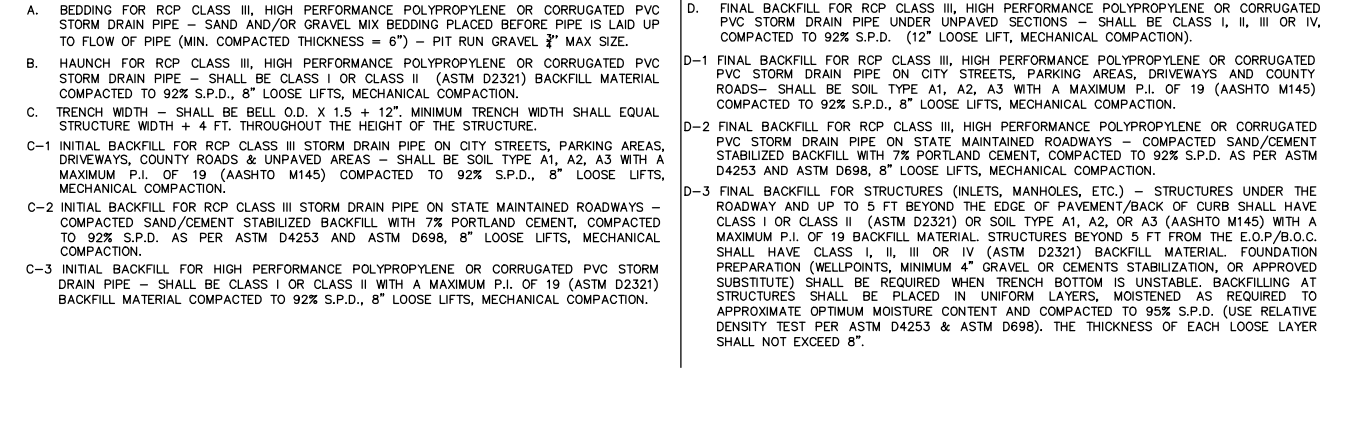 A. BEDDING FOR RCP CLASS III, HIGH PERFORMANCE POLYPROPYLENE OR CORRUGATED PVC
STORM DRAIN PIPE – SAND AND/OR GRAVEL MIX BEDDING PLACED BEFORE PIPE IS LAID UP
TO FLOW OF PIPE (MIN. COMPACTED THICKNESS = 6") – PIT RUN GRAVEL ¾" MAX SIZE.
B. HAUNCH FOR RCP CLASS III, HIGH PERFORMANCE POLYPROPYLENE OR CORRUGATED PVC
STORM DRAIN PIPE – SHALL BE CLASS I OR CLASS II (ASTM D2321) BACKFILL MATERIAL
COMPACTED TO 92% S.P.D., 8" LOOSE LIFTS, MECHANICAL COMPACTION.
C. TRENCH WIDTH – SHALL BE BELL O.D. X 1.5 + 12". MINIMUM TRENCH WIDTH SHALL EQUAL
STRUCTURE WIDTH + 4 FT. THROUGHOUT THE HEIGHT OF THE STRUCTURE.
C–1 INITIAL BACKFILL FOR RCP CLASS III STORM DRAIN PIPE ON CITY STREETS, PARKING AREAS,
DRIVEWAYS, COUNTY ROADS & UNPAVED AREAS – SHALL BE SOIL TYPE A1, A2, A3 WITH A
MAXIMUM P.I. OF 19 (AASHTO M145) COMPACTED TO 92% S.P.D., 8" LOOSE LIFTS,
MECHANICAL COMPACTION.
C–2 INITIAL BACKFILL FOR RCP CLASS III STORM DRAIN PIPE ON STATE MAINTAINED ROADWAYS –
COMPACTED SAND/CEMENT STABILIZED BACKFILL WITH 7% PORTLAND CEMENT, COMPACTED
TO 92% S.P.D. AS PER ASTM D4253 AND ASTM D698, 8" LOOSE LIFTS, MECHANICAL
COMPACTION.
C–3 INITIAL BACKFILL FOR HIGH PERFORMANCE POLYPROPYLENE OR CORRUGATED PVC STORM
DRAIN PIPE – SHALL BE CLASS I OR CLASS II WITH A MAXIMUM P.I. OF 19 (ASTM D2321)
BACKFILL MATERIAL COMPACTED TO 92% S.P.D., 8" LOOSE LIFTS, MECHANICAL COMPACTION.
D. FINAL BACKFILL FOR RCP CLASS III, HIGH PERFORMANCE POLYPROPYLENE OR CORRUGATED
PVC STORM DRAIN PIPE UNDER UNPAVED SECTIONS – SHALL BE CLASS I, II, III OR IV,
COMPACTED TO 92% S.P.D. (12" LOOSE LIFT, MECHANICAL COMPACTION).
D–1 FINAL BACKFILL FOR RCP CLASS III, HIGH PERFORMANCE POLYPROPYLENE OR CORRUGATED
PVC STORM DRAIN PIPE ON CITY STREETS, PARKING AREAS, DRIVEWAYS AND COUNTY
ROADS– SHALL BE SOIL TYPE A1, A2, A3 WITH A MAXIMUM P.I. OF 19 (AASHTO M145)
COMPACTED TO 92% S.P.D., 8" LOOSE LIFTS, MECHANICAL COMPACTION.
D–2 FINAL BACKFILL FOR RCP CLASS III, HIGH PERFORMANCE POLYPROPYLENE OR CORRUGATED
PVC STORM DRAIN PIPE ON STATE MAINTAINED ROADWAYS – COMPACTED SAND/CEMENT
STABILIZED BACKFILL WITH 7% PORTLAND CEMENT, COMPACTED TO 92% S.P.D. AS PER ASTM
D4253 AND ASTM D698, 8" LOOSE LIFTS, MECHANICAL COMPACTION.
D–3 FINAL BACKFILL FOR STRUCTURES (INLETS, MANHOLES, ETC.) – STRUCTURES UNDER THE
ROADWAY AND UP TO 5 FT BEYOND THE EDGE OF PAVEMENT/BACK OF CURB SHALL HAVE
CLASS I OR CLASS II (ASTM D2321) OR SOIL TYPE A1, A2, OR A3 (AASHTO M145) WITH A
MAXIMUM P.I. OF 19 BACKFILL MATERIAL. STRUCTURES BEYOND 5 FT FROM THE E.O.P/B.O.C.
SHALL HAVE CLASS I, II, III OR IV (ASTM D2321) BACKFILL MATERIAL. FOUNDATION
PREPARATION (WELLPOINTS, MINIMUM 4" GRAVEL OR CEMENTS STABILIZATION, OR APPROVED
SUBSTITUTE) SHALL BE REQUIRED WHEN TRENCH BOTTOM IS UNSTABLE. BACKFILLING AT
STRUCTURES SHALL BE PLACED IN UNIFORM LAYERS, MOISTENED AS REQUIRED TO
APPROXIMATE OPTIMUM MOISTURE CONTENT AND COMPACTED TO 95% S.P.D. (USE RELATIVE
DENSITY TEST PER ASTM D4253 & ASTM D698). THE THICKNESS OF EACH LOOSE LAYER
SHALL NOT EXCEED 8".